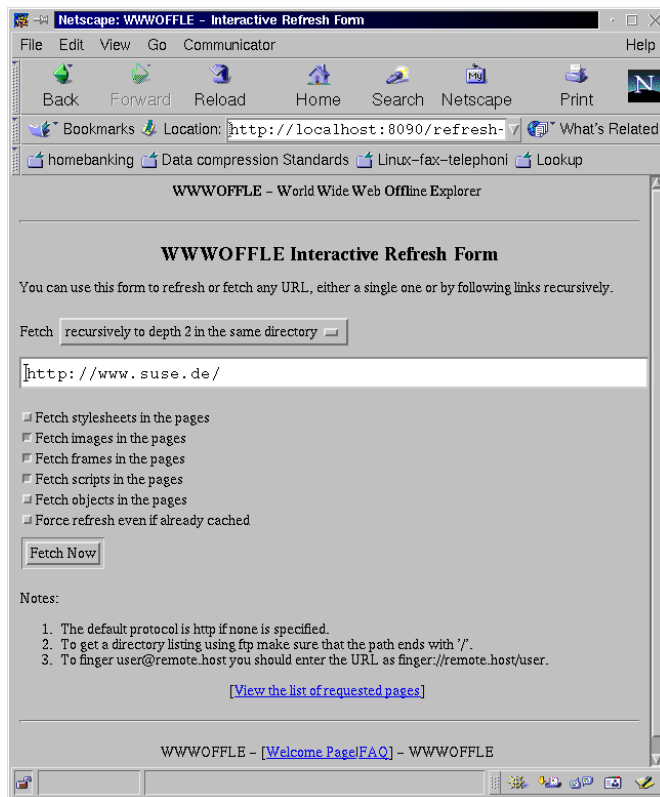 Netscape: WWWOFFLE - Interactive Refresh Form
File Edit View Go Communicator Help
Back Forward Reload Home Search Netscape Print
My
N
Bookmarks Location: http://localhost:8090/refresh- What's Related
homebanking Data compression Standards Linux-fax-telephoni Lookup
WWWOFFLE - World Wide Web Offline Explorer
WWWOFFLE Interactive Refresh Form
You can use this form to refresh or fetch any URL, either a single one or by following links recursively.
Fetch recursively to depth 2 in the same directory
http://www.suse.de/
Fetch stylesheets in the pages
Fetch images in the pages
Fetch frames in the pages
Fetch scripts in the pages
Fetch objects in the pages
Force refresh even if already cached
Fetch Now
Notes:
1. The default protocol is http if none is specified.
2. To get a directory listing using ftp make sure that the path ends with '/'.
3. To finger user@remote.host you should enter the URL as finger://remote.host/user.
[View the list of requested pages]
WWWOFFLE - [Welcome Page|FAQ] - WWWOFFLE